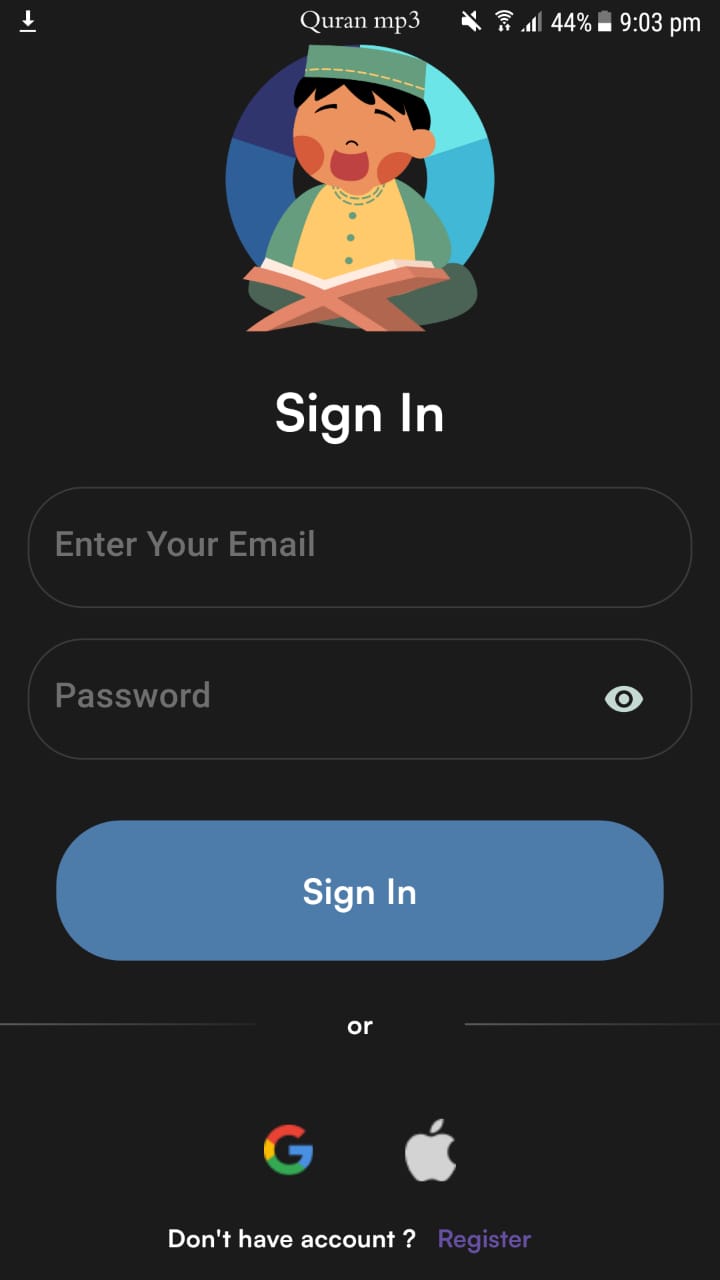 Quran mp3 44% 9:03 pm
Sign In
Enter Your Email
Password
Sign In
or
Don't have account ? Register